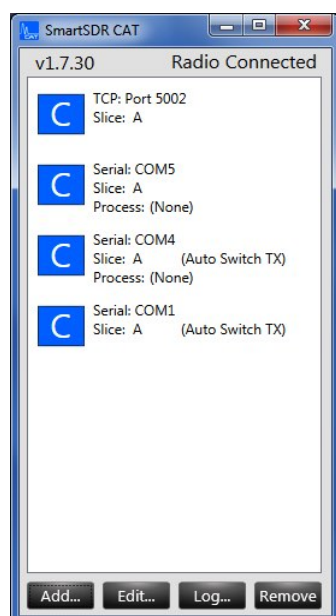 CAT SmartSDR CAT
v1.7.30 Radio Connected
C TCP: Port 5002
Slice: A
C Serial: COM5
Slice: A
Process: (None)
C Serial: COM4
Slice: A (Auto Switch TX)
Process: (None)
C Serial: COM1
Slice: A (Auto Switch TX)
Add... Edit... Log... Remove